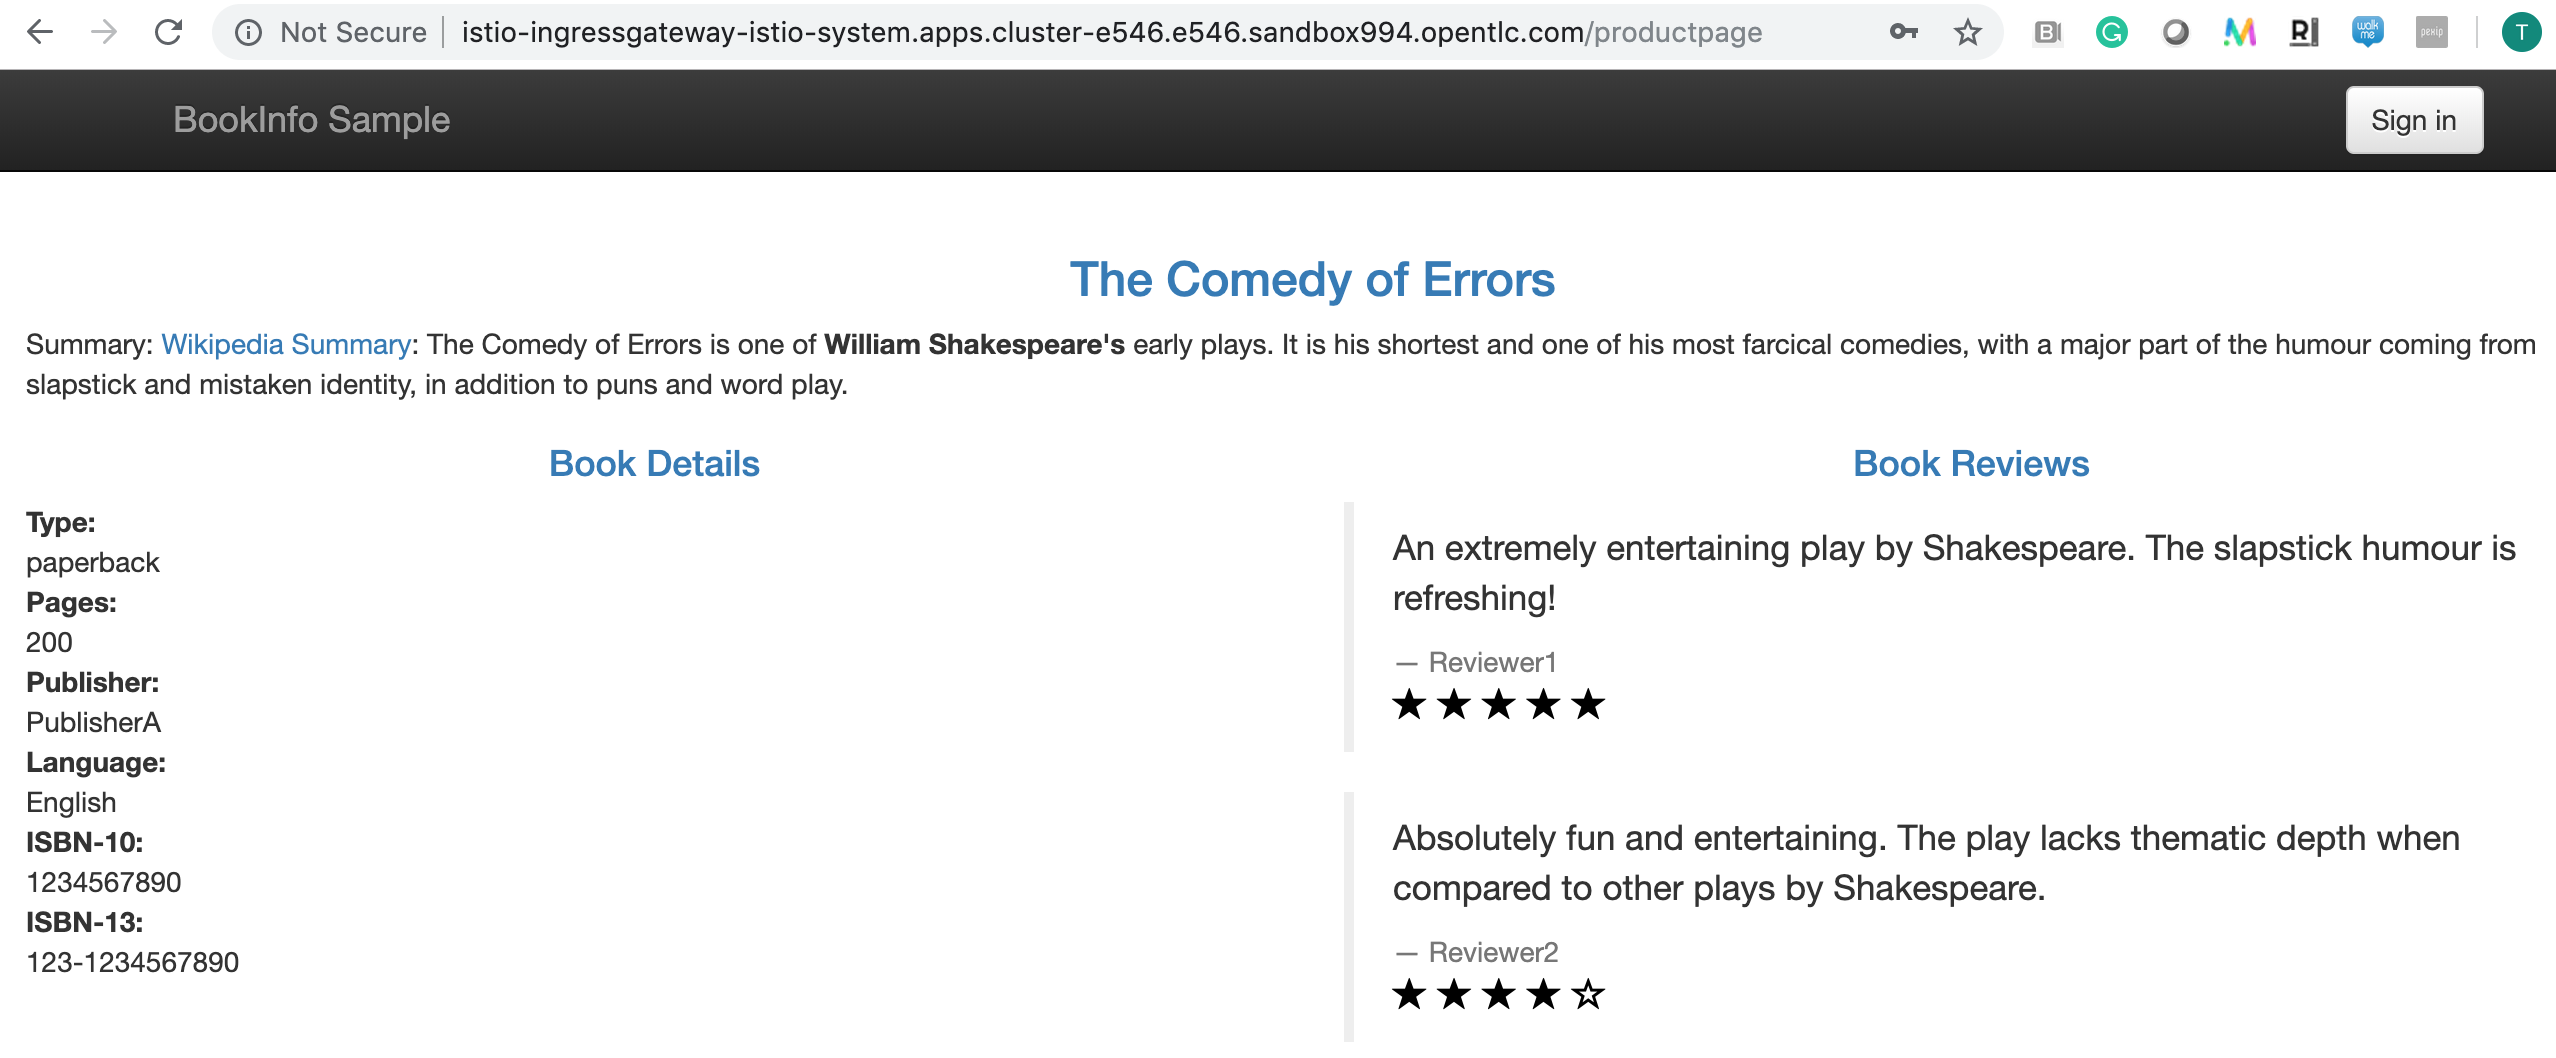 Not Secure istio-ingressgateway-istio-system.apps.cluster-e546.e546.sandbox994.opentlc.com/productpage
B G M R walk me pexip T
BookInfo Sample
Sign in
The Comedy of Errors
Summary: Wikipedia Summary: The Comedy of Errors is one of William Shakespeare's early plays. It is his shortest and one of his most farcical comedies, with a major part of the humour coming from
slapstick and mistaken identity, in addition to puns and word play.
Book Details
Type:
paperback
Pages:
200
Publisher:
PublisherA
Language:
English
ISBN-10:
1234567890
ISBN-13:
123-1234567890
Book Reviews
An extremely entertaining play by Shakespeare. The slapstick humour is
refreshing!
— Reviewer1
Absolutely fun and entertaining. The play lacks thematic depth when
compared to other plays by Shakespeare.
— Reviewer2